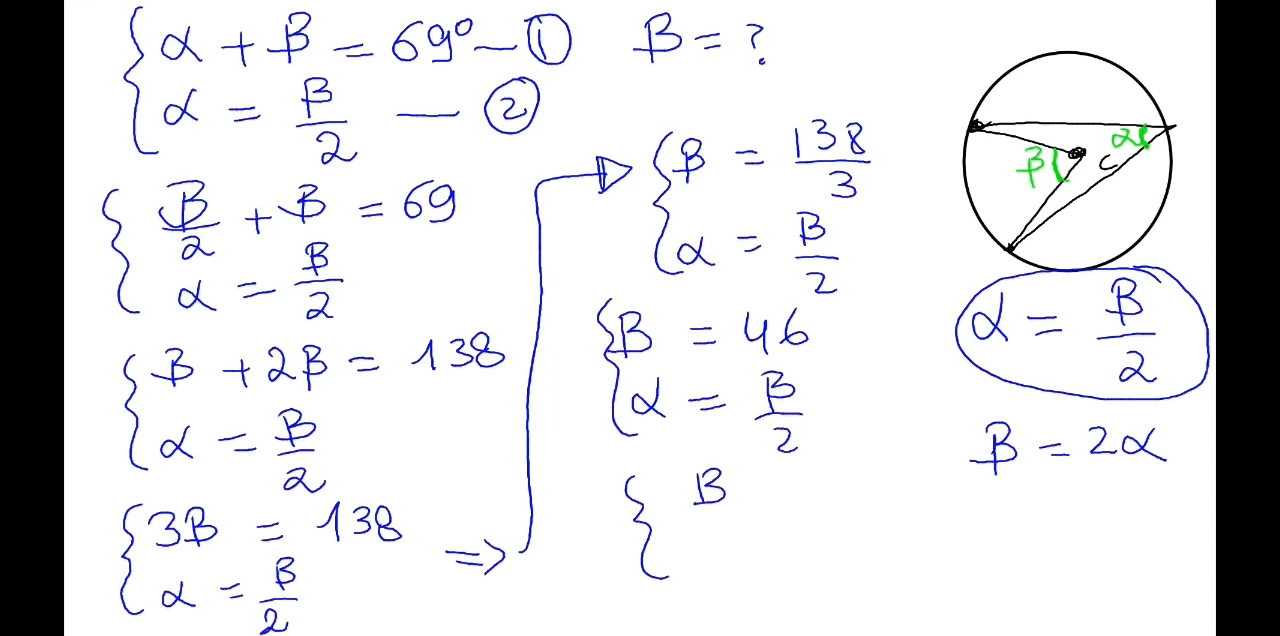 α + β = 69° — ①
α = β/2 — ②
β = ?
β/2 + β = 69
α = β/2
β + 2β = 138
α = β/2
3β = 138
α = β/2
⇒
β = 138/3
α = β/2
β = 46
α = β/2
β
α
β
C
α = β/2
β = 2α